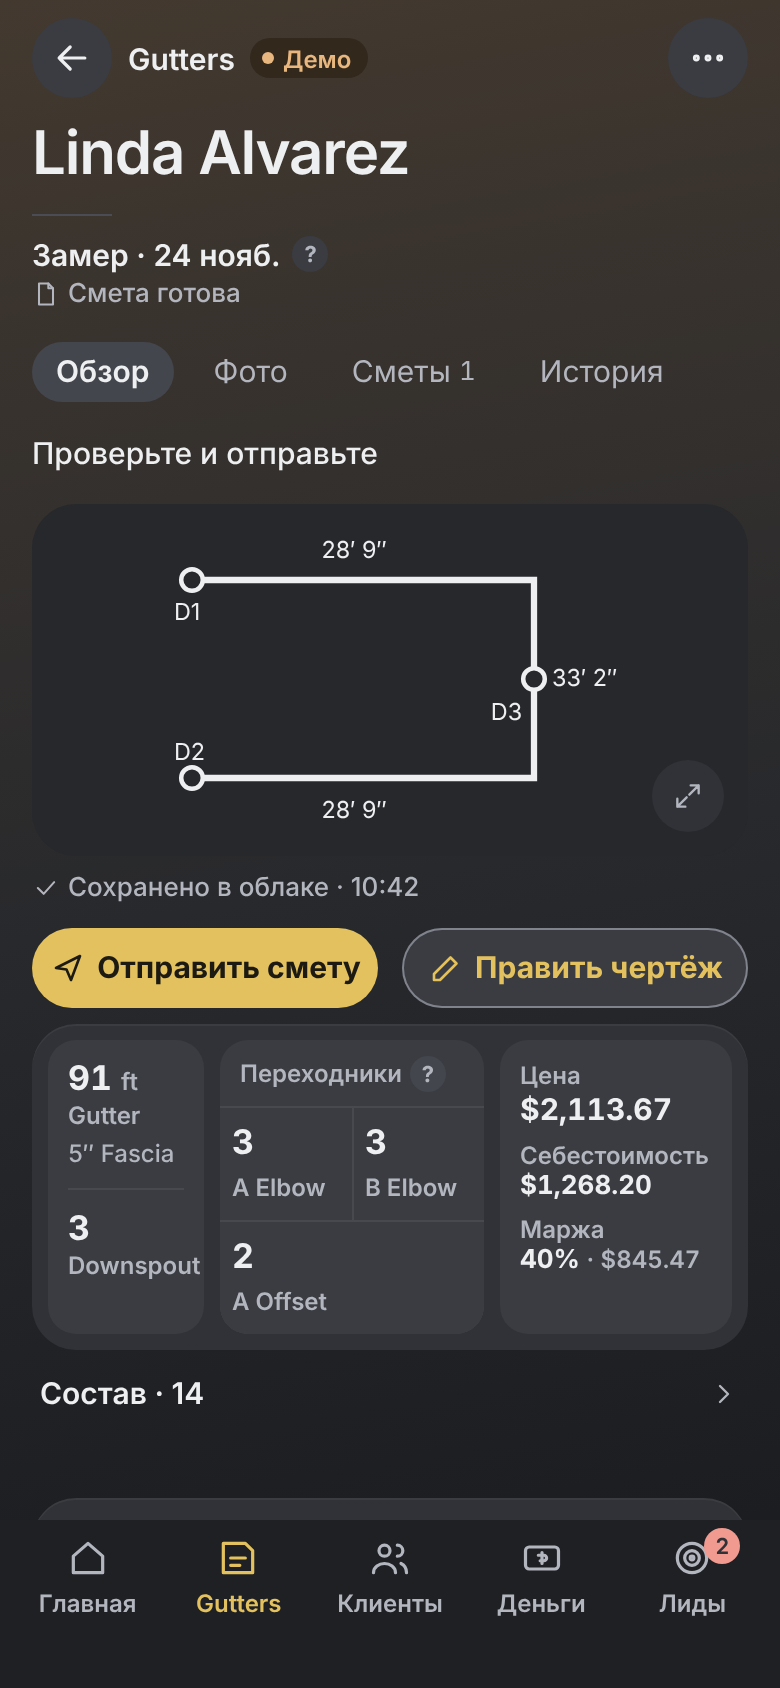 Gutters
Демо
Linda Alvarez
Замер · 24 нояб. ?
Смета готова
Обзор Фото Сметы 1 История
Проверьте и отправьте
28′ 9″
D1
33′ 2″
D3
D2
28′ 9″
Сохранено в облаке · 10:42
Отправить смету
Править чертёж
91 ft
Gutter
5″ Fascia
3
Downspout
Переходники ?
3
A Elbow
3
B Elbow
2
A Offset
Цена
$2,113.67
Себестоимость
$1,268.20
Маржа
40% · $845.47
Состав · 14
2
Главная Gutters Клиенты Деньги Лиды